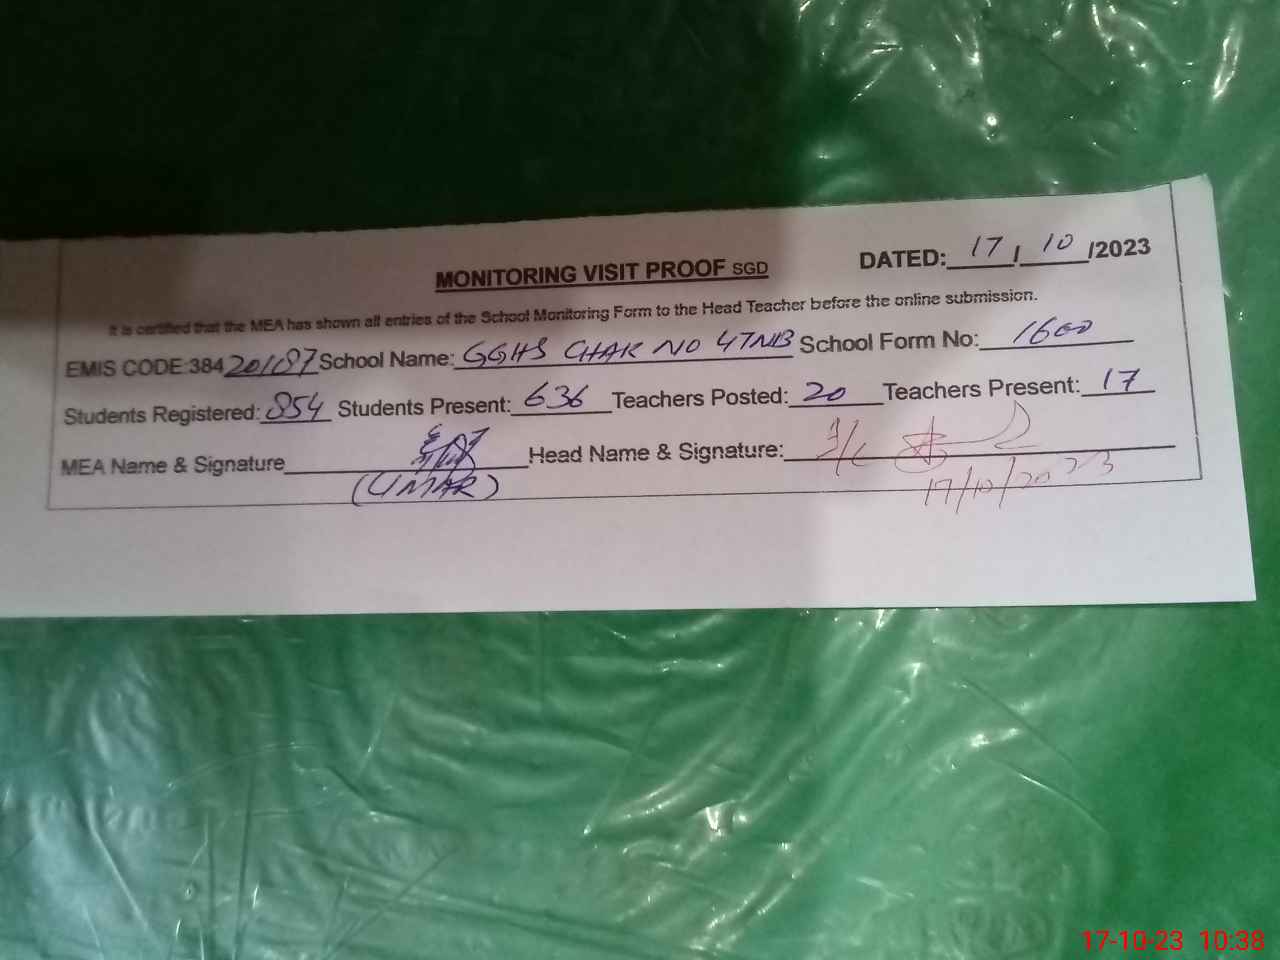 MONITORING VISIT PROOF SGD DATED: 17/10/2023
It is certified that the MEA has shown all entries of the School Monitoring Form to the Head Teacher before the online submission.
EMIS CODE:38420187 School Name: GGHS CHAK NO 47NB School Form No: 1600
Students Registered: 854 Students Present: 636 Teachers Posted: 20 Teachers Present: 17
MEA Name & Signature Head Name & Signature: I/C
(UMAR) 17/10/2023
17-10-23 10:38